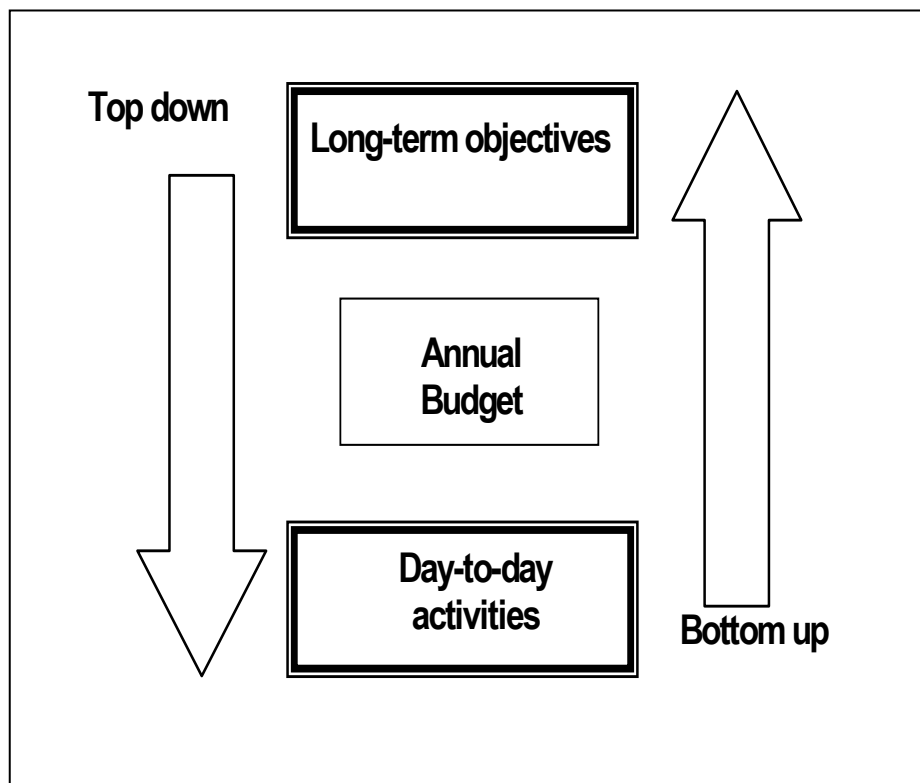 Top down
Long-term objectives
Annual
Budget
Day-to-day
activities
Bottom up